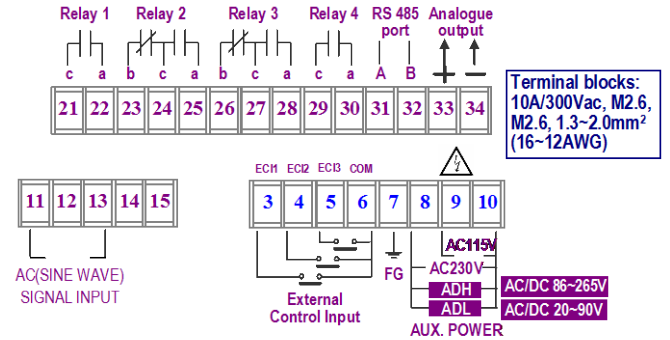 Relay 1 Relay 2 Relay 3 Relay 4 RS 485 port Analogue output
c a b c a b c a c a A B
21 22 23 24 25 26 27 28 29 30 31 32 33 34
Terminal blocks:
10A/300Vac, M2.6,
M2.6, 1.3~2.0mm²
(16~12AWG)
ECI1 ECI2 ECI3 COM
11 12 13 14 15
3 4 5 6 7 8 9 10
AC(SINE WAVE)
SIGNAL INPUT
External
Control Input
FG
AC115V
AC230V
ADH AC/DC 86~265V
ADL AC/DC 20~90V
AUX. POWER